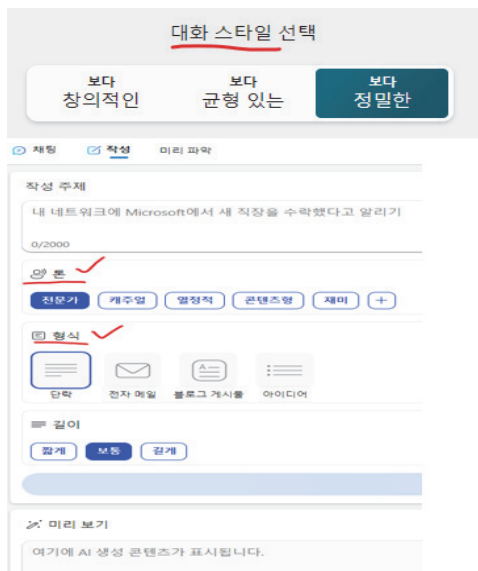 대화 스타일 선택
보다 보다 보다
창의적인 균형 있는 정밀한
채팅 작성 미리 파악
작성 주제
내 네트워크에 Microsoft에서 새 직장을 수락했다고 알리기
0/2000
톤
전문가 캐주얼 열정적 콘텐츠형 재미 +
형식
단락 전자 메일 블로그 게시물 아이디어
길이
짧게 보통 길게
미리 보기
여기에 AI 생성 콘텐츠가 표시됩니다.